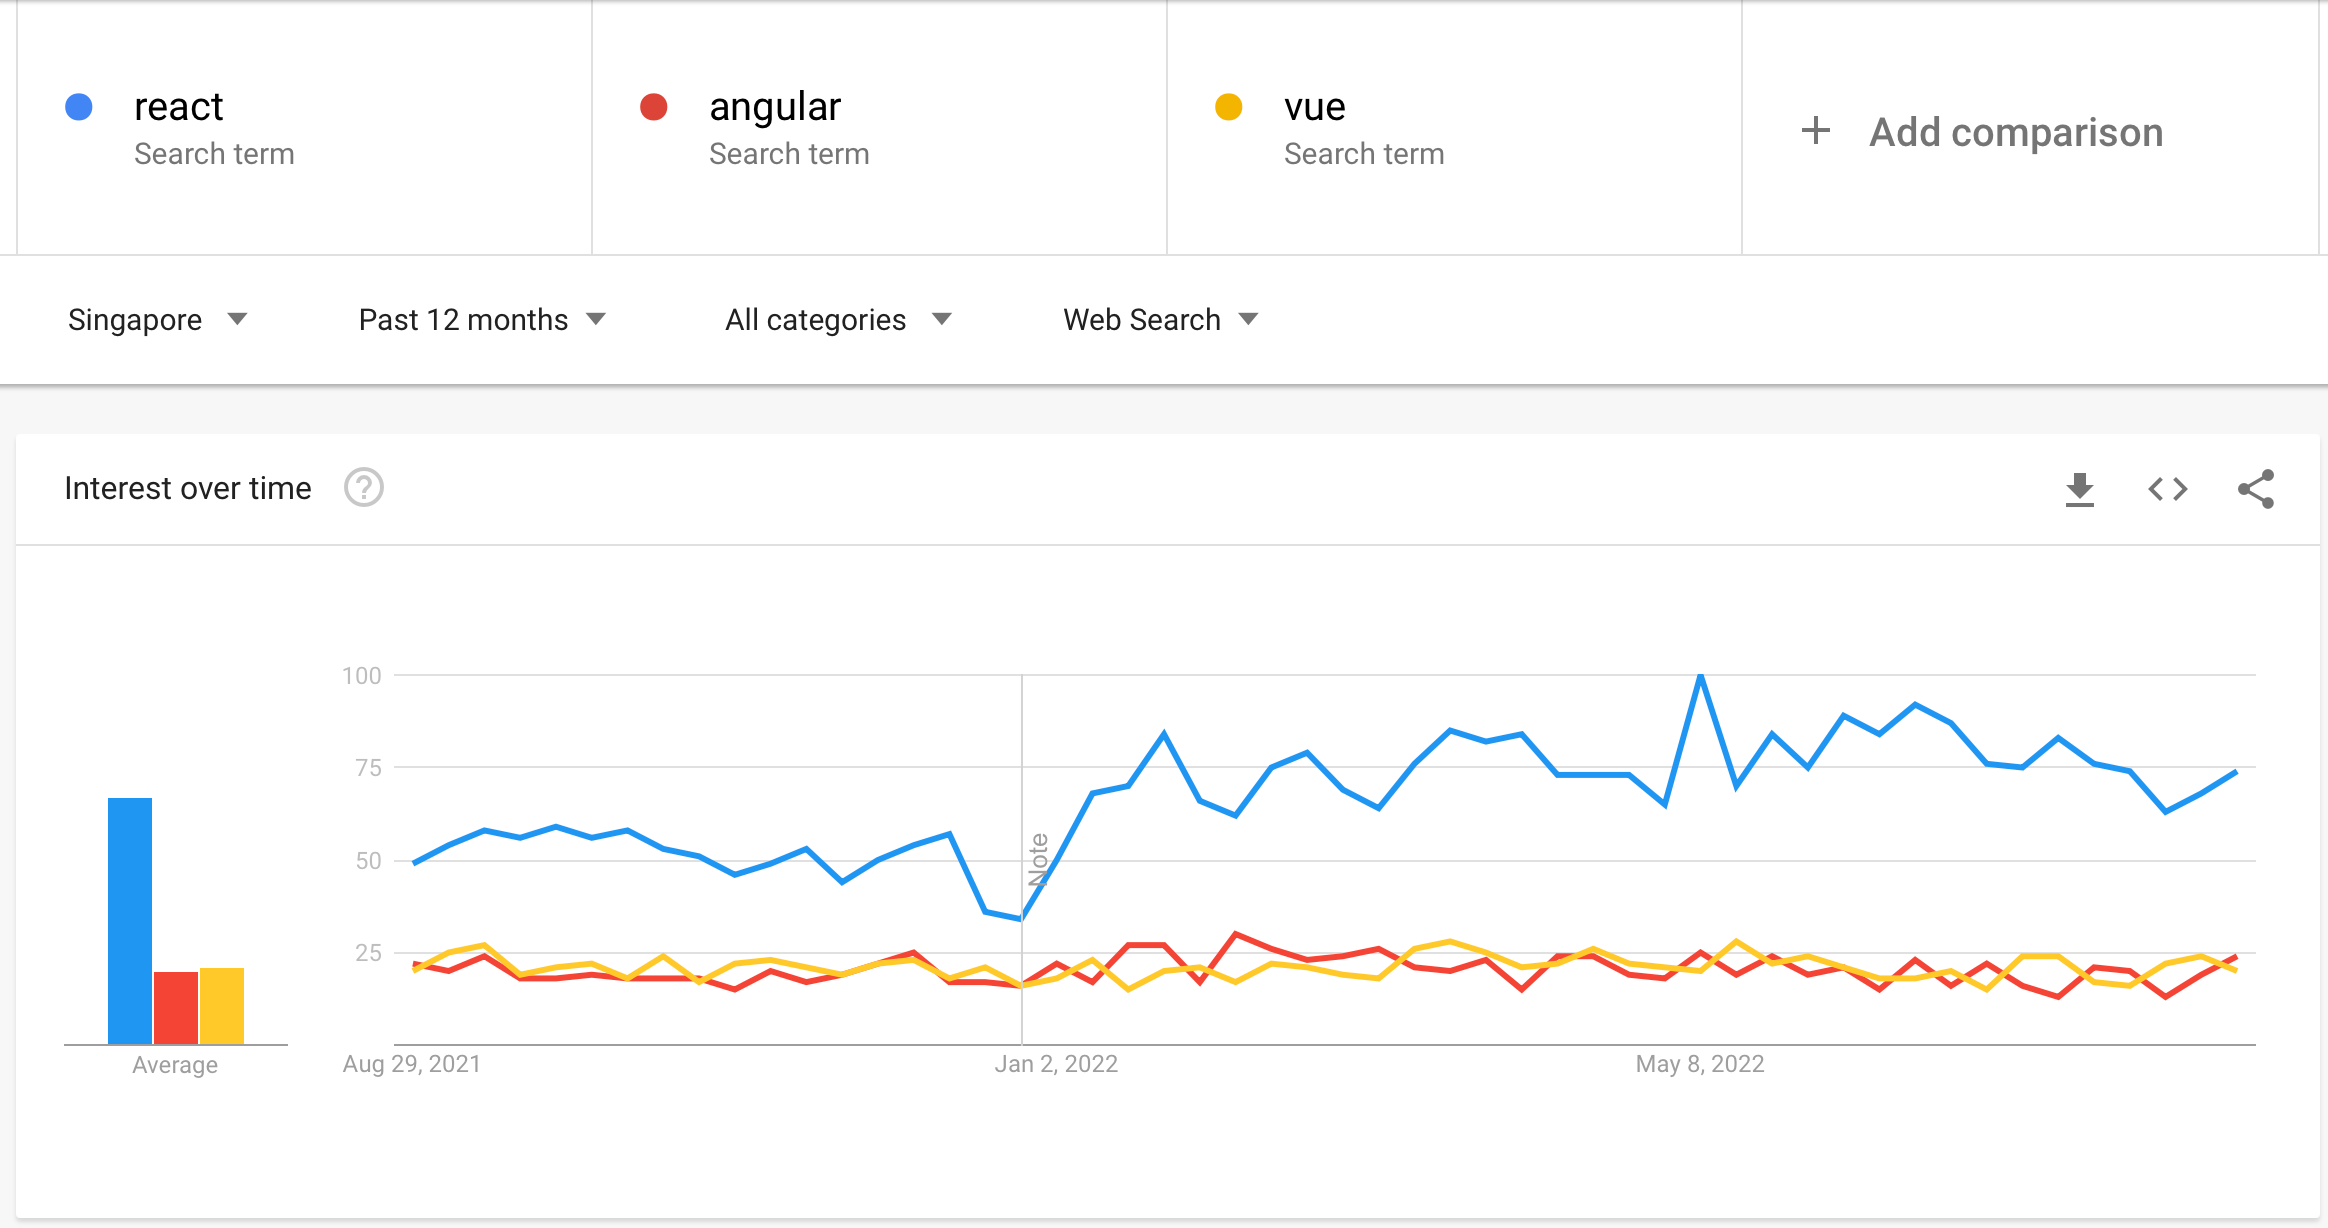 react
Search term
angular
Search term
vue
Search term
+ Add comparison
Singapore
Past 12 months
All categories
Web Search
Interest over time
?
100
75
50
25
Note
Average
Aug 29, 2021
Jan 2, 2022
May 8, 2022